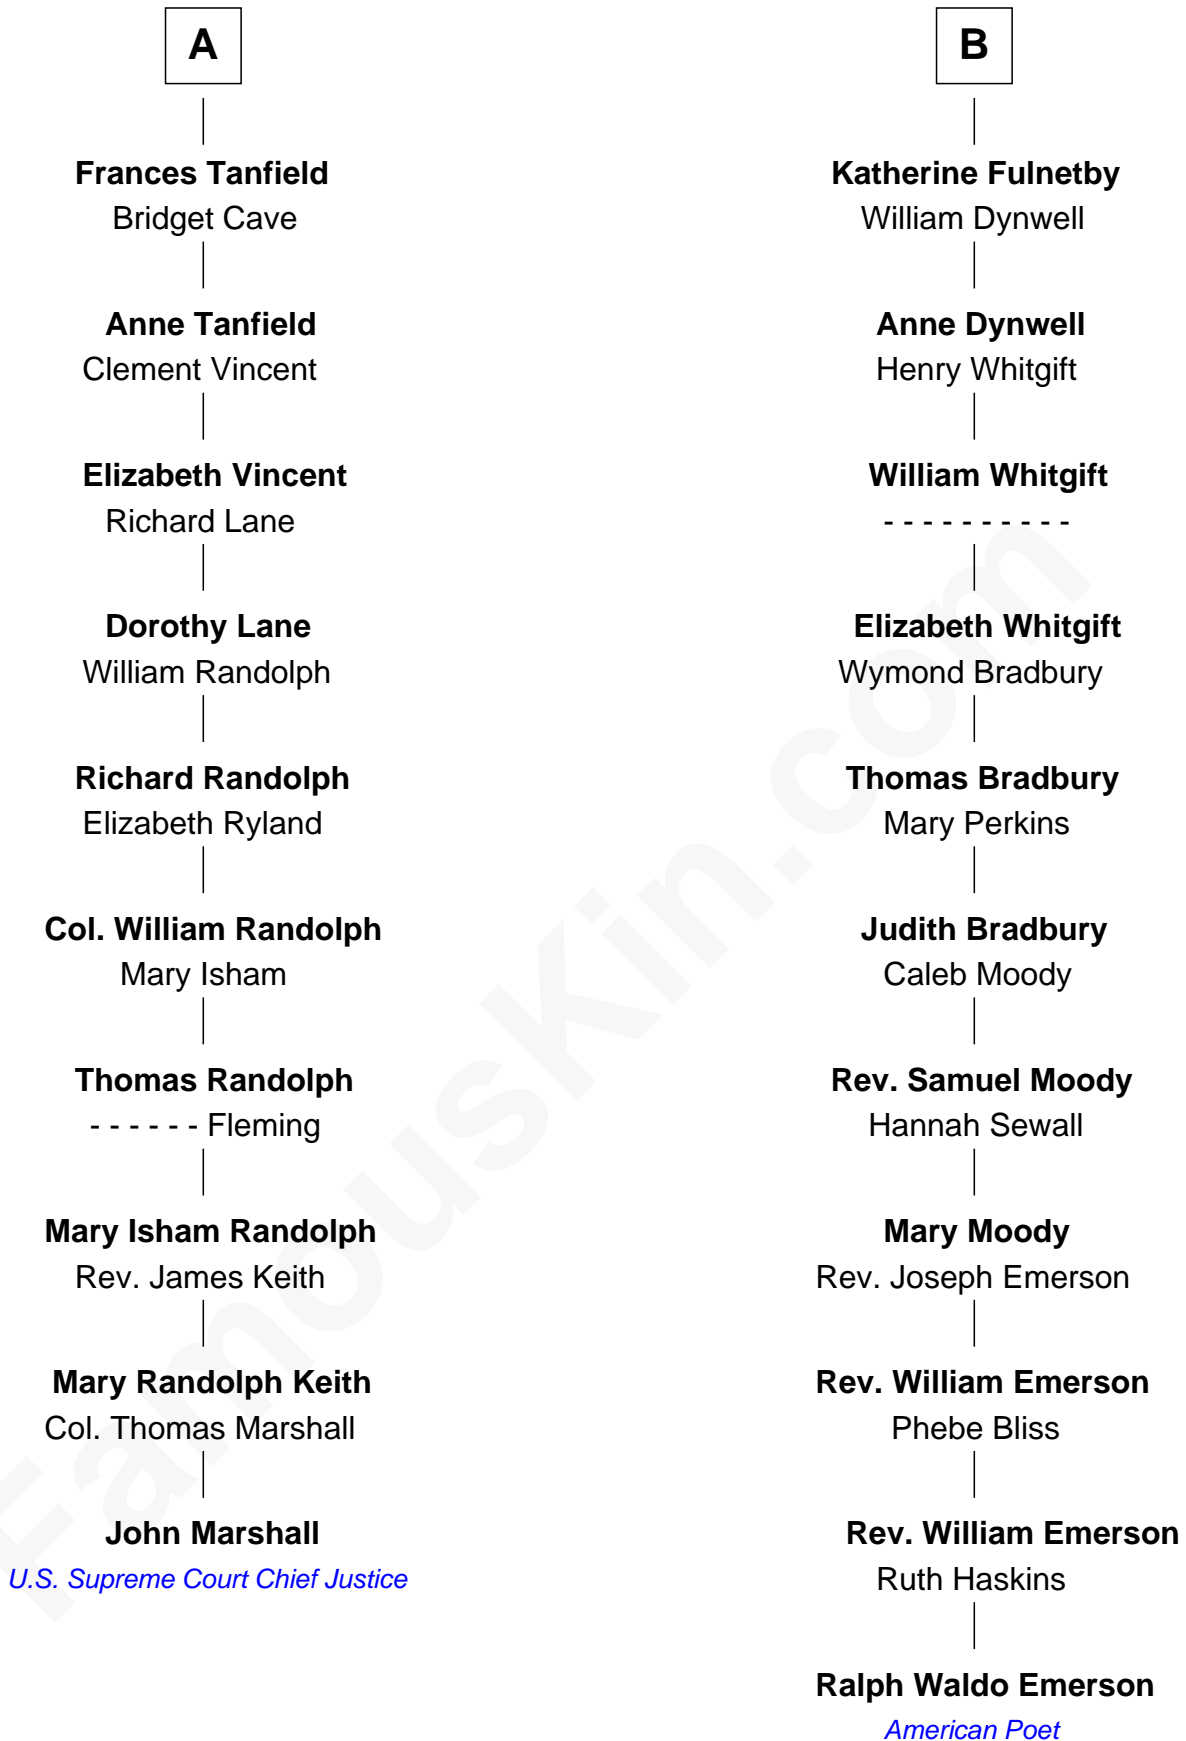 A
Frances Tanfield
Bridget Cave
Anne Tanfield
Clement Vincent
Elizabeth Vincent
Richard Lane
Dorothy Lane
William Randolph
Richard Randolph
Elizabeth Ryland
Col. William Randolph
Mary Isham
Thomas Randolph
- - - - - - Fleming
Mary Isham Randolph
Rev. James Keith
Mary Randolph Keith
Col. Thomas Marshall
John Marshall
U.S. Supreme Court Chief Justice
B
Katherine Fulnetby
William Dynwell
Anne Dynwell
Henry Whitgift
William Whitgift
- - - - - - - - - -
Elizabeth Whitgift
Wymond Bradbury
Thomas Bradbury
Mary Perkins
Judith Bradbury
Caleb Moody
Rev. Samuel Moody
Hannah Sewall
Mary Moody
Rev. Joseph Emerson
Rev. William Emerson
Phebe Bliss
Rev. William Emerson
Ruth Haskins
Ralph Waldo Emerson
American Poet
FamousKin.com